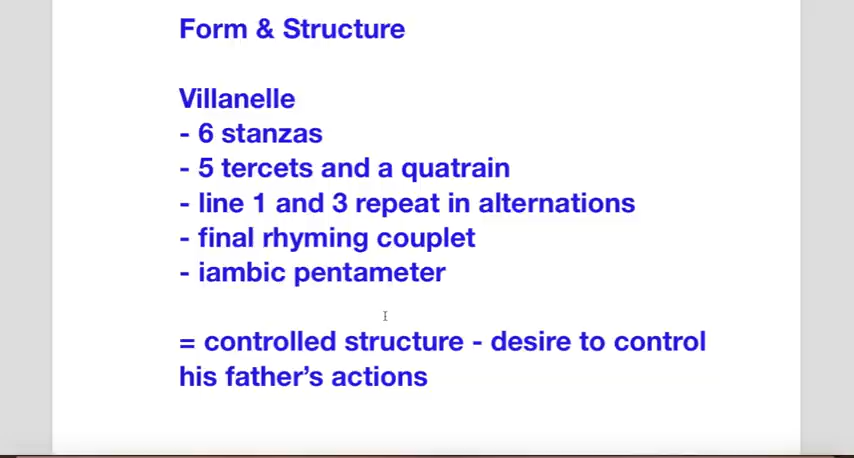 Form & Structure
Villanelle
- 6 stanzas
- 5 tercets and a quatrain
- line 1 and 3 repeat in alternations
- final rhyming couplet
- iambic pentameter
= controlled structure - desire to control
his father’s actions